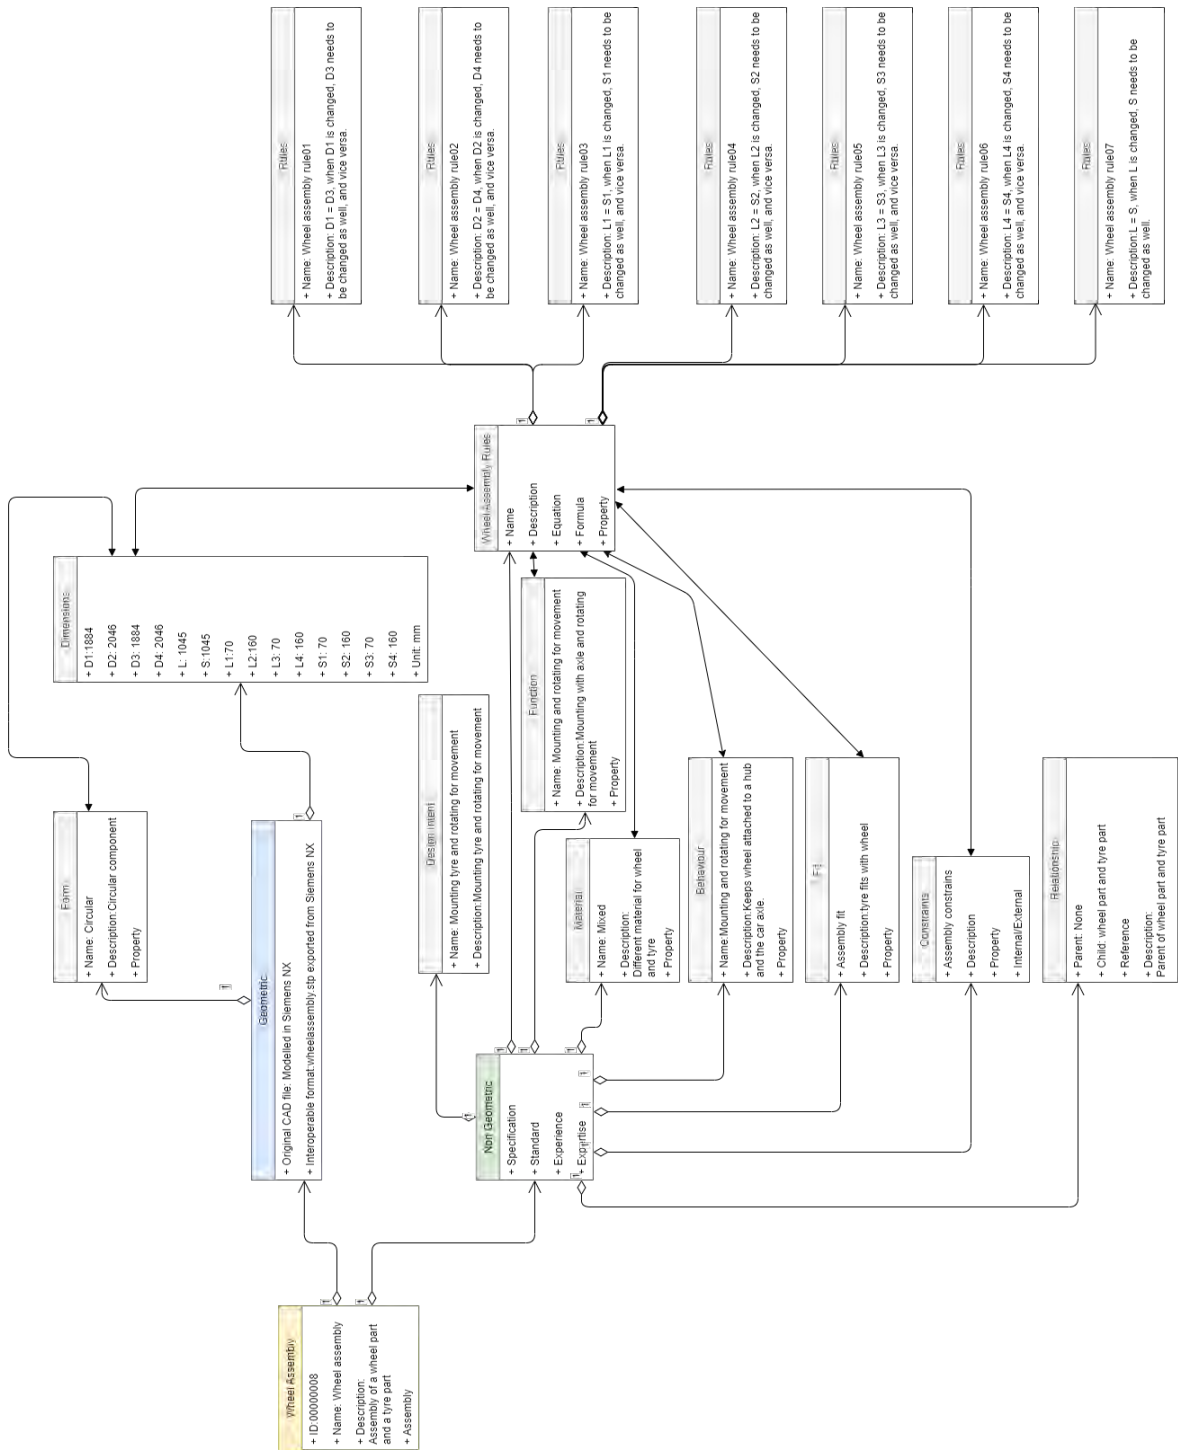 Wheel Assembly
+ ID:00000008
+ Name: Wheel assembly
+ Description:
Assembly of a wheel part
and a tyre part
+ Assembly
1
1
Geometric
+ Original CAD file: Modelled in Siemens NX
+ Interoperable format:wheelassembly.stp exported from Siemens NX
1
1
Non Geometric
+ Specification
+ Standard
+ Experience
+ Expertise
1
1
1
1
1
1
1
1
1
Form
+ Name: Circular
+ Description:Circular component
+ Property
Dimensions
+ D1:1884
+ D2: 2046
+ D3: 1884
+ D4: 2046
+ L: 1045
+ S:1045
+ L1:70
+ L2:160
+ L3: 70
+ L4: 160
+ S1: 70
+ S2: 160
+ S3: 70
+ S4: 160
+ Unit: mm
Design Intent
+ Name: Mounting tyre and rotating for movement
+ Description:Mounting tyre and rotating for movement
Function
+ Name: Mounting and rotating for movement
+ Description:Mounting with axle and rotating
for movement
+ Property
Material
+ Name: Mixed
+ Description:
Different material for wheel
and tyre
+ Property
Behaviour
+ Name:Mounting and rotating for movement
+ Description:Keeps wheel attached to a hub
and the car axle.
+ Property
Fit
+ Assembly fit
+ Description:tyre fits with wheel
+ Property
Constraints
+ Assembly constrains
+ Description
+ Property
+ Internal/External
Relationship
+ Parent: None
+ Child: wheel part and tyre part
+ Reference
+ Description:
Parent of wheel part and tyre part
Wheel Assembly Rules
+ Name
+ Description
+ Equation
+ Formula
+ Property
1
1
Rules
+ Name: Wheel assembly rule01
+ Description: D1 = D3, when D1 is changed, D3 needs to
be changed as well, and vice versa.
Rules
+ Name: Wheel assembly rule02
+ Description: D2 = D4, when D2 is changed, D4 needs to
be changed as well, and vice versa.
Rules
+ Name: Wheel assembly rule03
+ Description: L1 = S1, when L1 is changed, S1 needs to be
changed as well, and vice versa.
Rules
+ Name: Wheel assembly rule04
+ Description: L2 = S2, when L2 is changed, S2 needs to be
changed as well, and vice versa.
Rules
+ Name: Wheel assembly rule05
+ Description: L3 = S3, when L3 is changed, S3 needs to be
changed as well, and vice versa.
Rules
+ Name: Wheel assembly rule06
+ Description: L4 = S4, when L4 is changed, S4 needs to be
changed as well, and vice versa.
Rules
+ Name: Wheel assembly rule07
+ Description:L = S, when L is changed, S needs to be
changed as well.